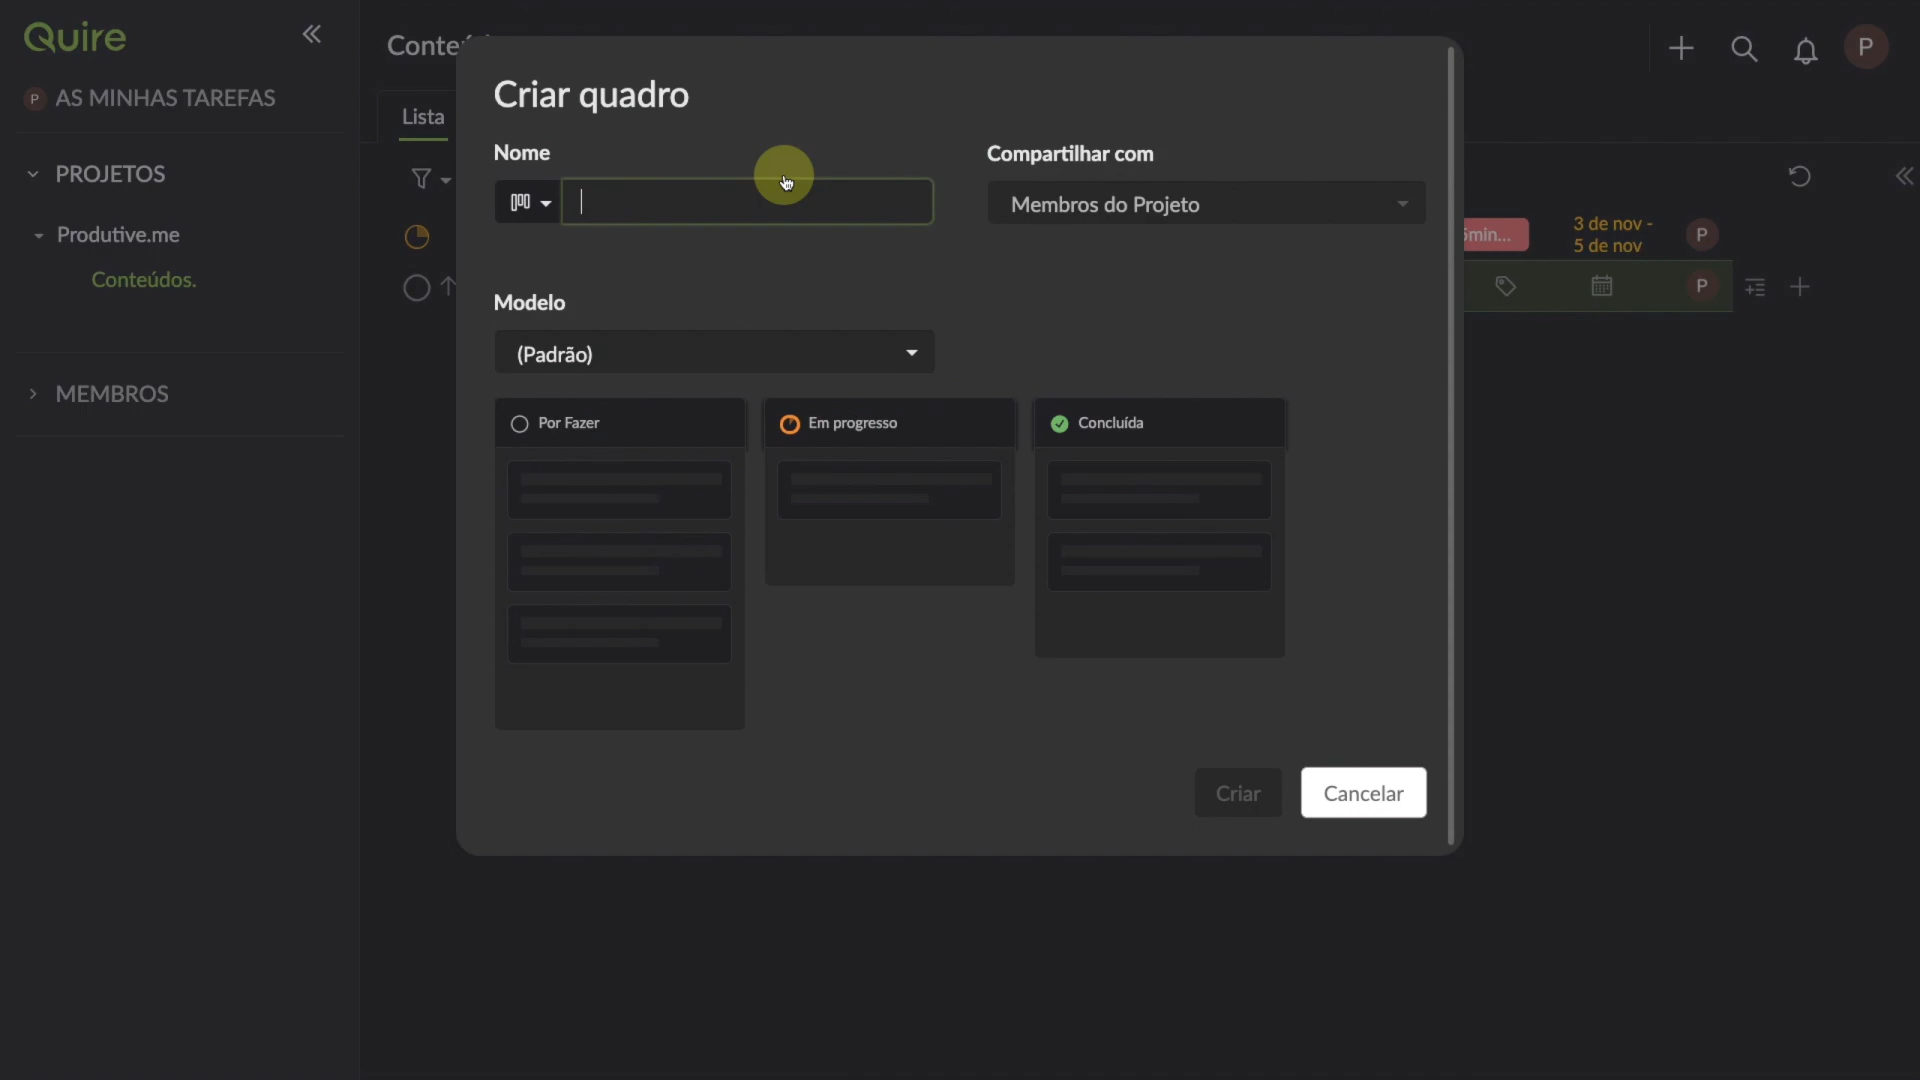 Quire
P AS MINHAS TAREFAS
PROJETOS
Produtive.me
Conteúdos.
MEMBROS
Lista
P
Criar quadro
Nome
Compartilhar com
Membros do Projeto
Modelo
(Padrão)
Por Fazer
Em progresso
Concluída
Criar
Cancelar
3 de nov -
5 de nov
P
P